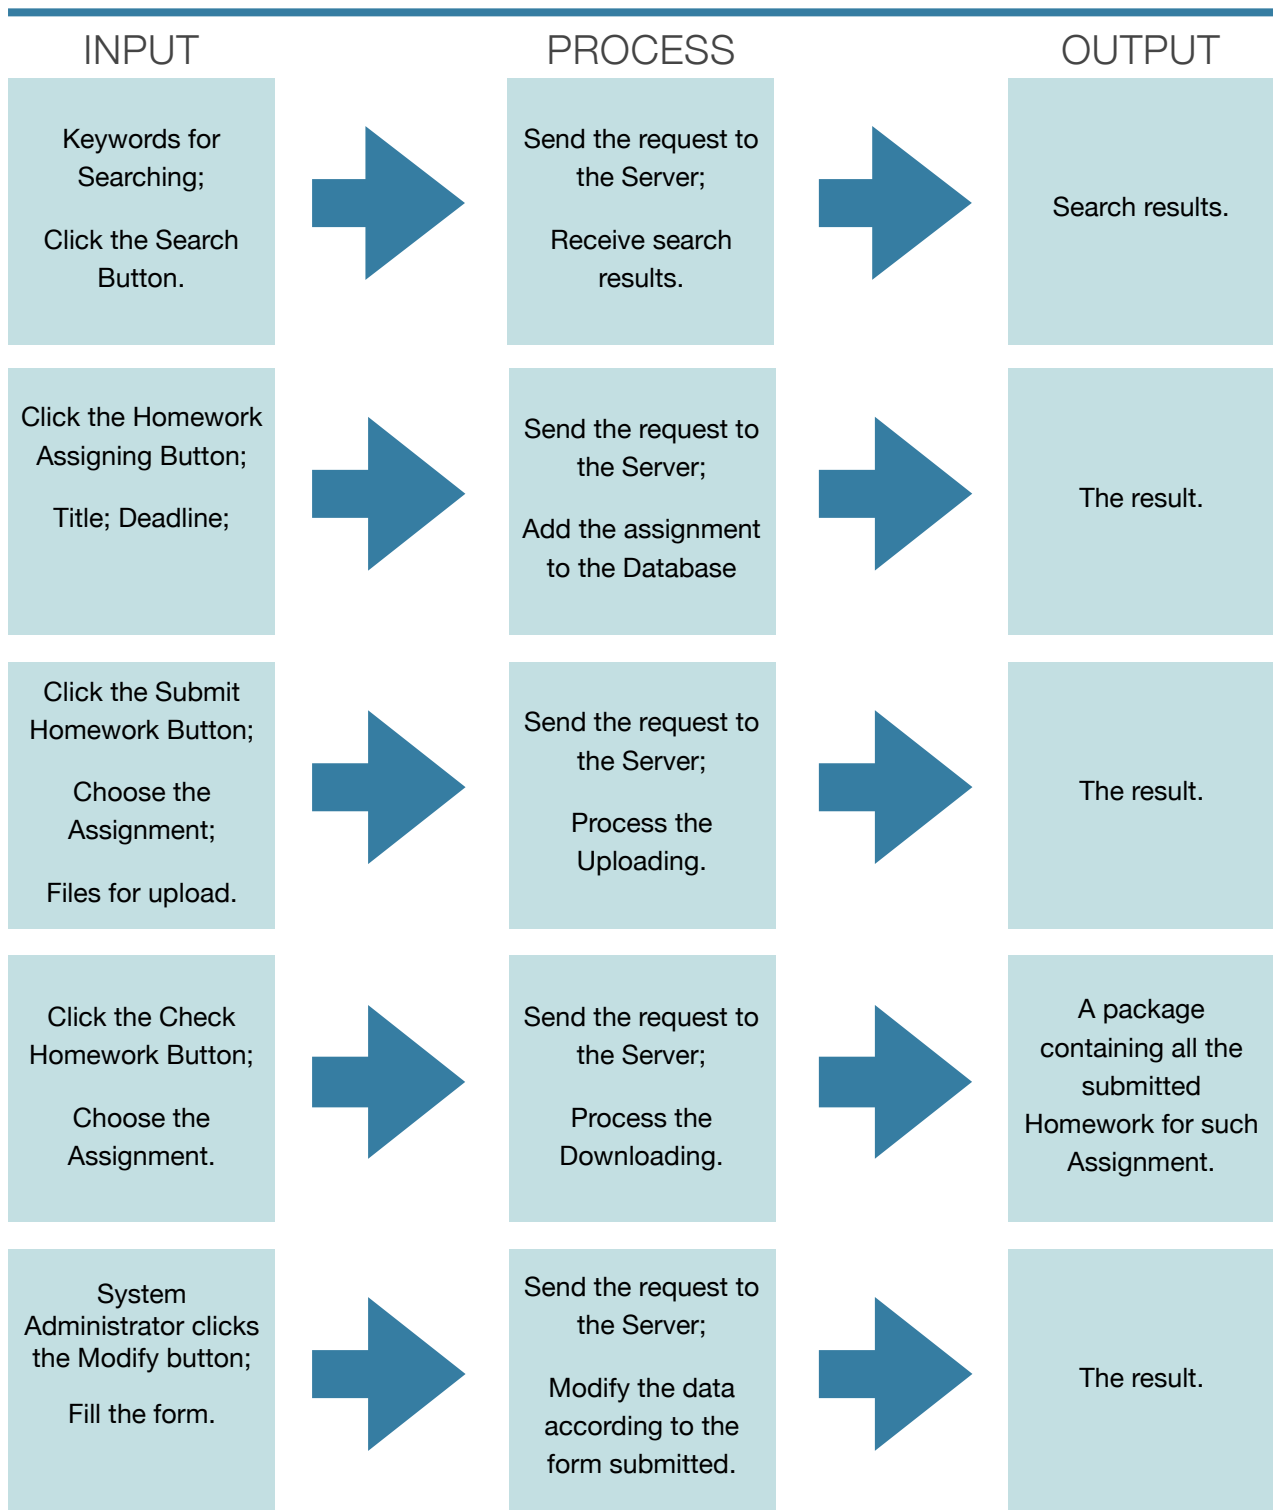 INPUT
PROCESS
OUTPUT
Keywords for
Searching;
Click the Search
Button.
Send the request to
the Server;
Receive search
results.
Search results.
Click the Homework
Assigning Button;
Title; Deadline;
Send the request to
the Server;
Add the assignment
to the Database
The result.
Click the Submit
Homework Button;
Choose the
Assignment;
Files for upload.
Send the request to
the Server;
Process the
Uploading.
The result.
Click the Check
Homework Button;
Choose the
Assignment.
Send the request to
the Server;
Process the
Downloading.
A package
containing all the
submitted
Homework for such
Assignment.
System
Administrator clicks
the Modify button;
Fill the form.
Send the request to
the Server;
Modify the data
according to the
form submitted.
The result.